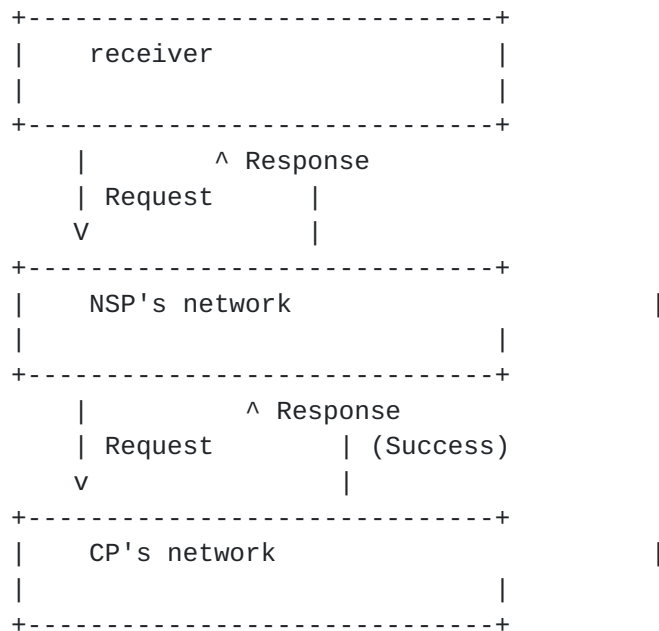 +------------------------------+
|    receiver                  |
|                              |
+------------------------------+
    |        ^ Response
    | Request      |
    V              |
+------------------------------+
|    NSP's network                       |
|                              |
+------------------------------+
    |          ^ Response
    | Request        | (Success)
    v                |
+------------------------------+
|    CP's network                        |
|                              |
+------------------------------+